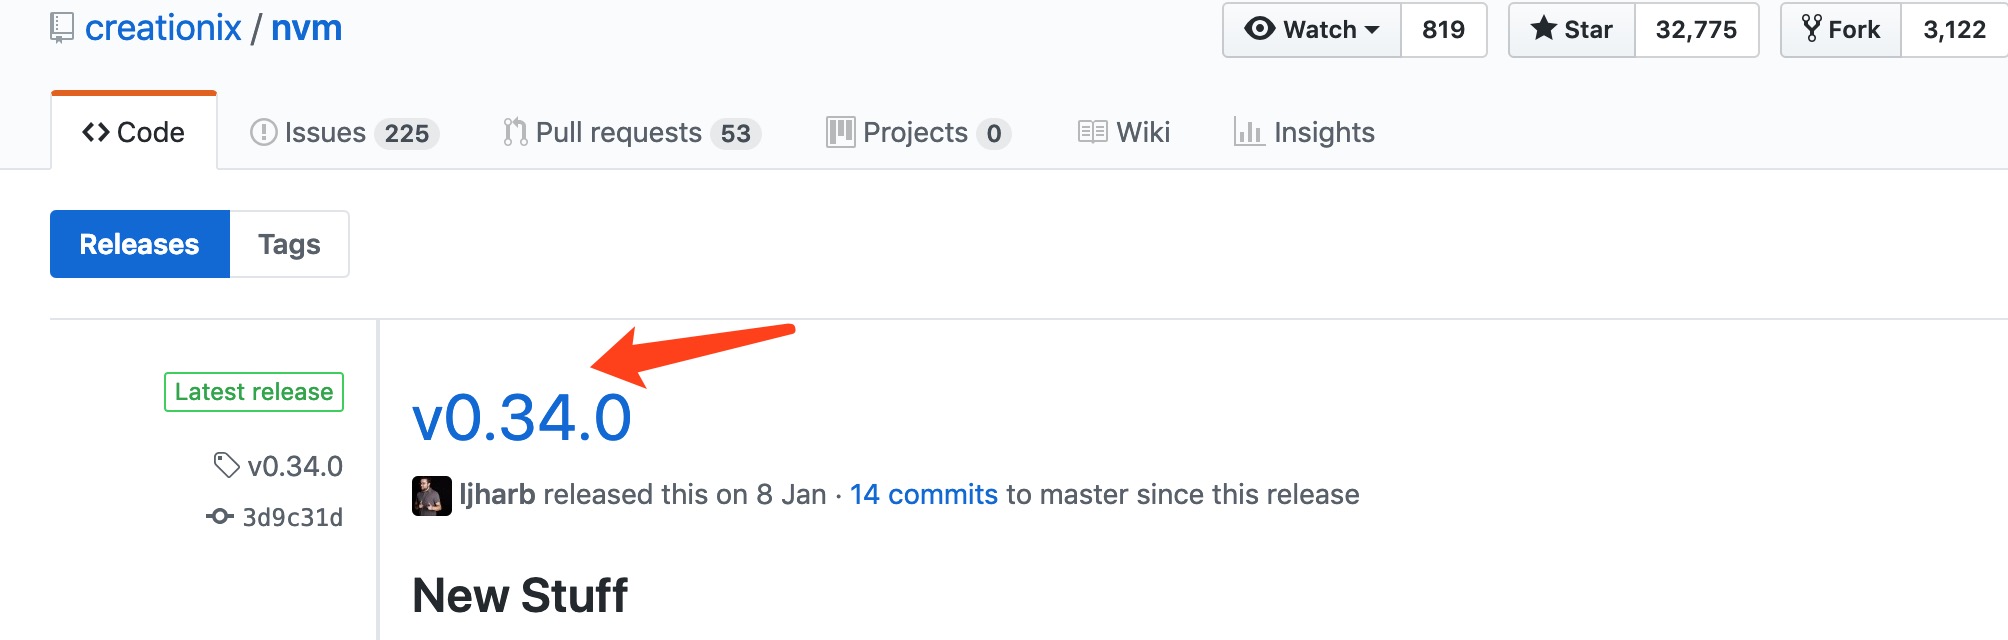 creationix / nvm
Watch 819 Star 32,775 Fork 3,122
Code Issues 225 Pull requests 53 Projects 0 Wiki Insights
Releases Tags
Latest release
v0.34.0
3d9c31d
v0.34.0
ljharb released this on 8 Jan · 14 commits to master since this release
New Stuff